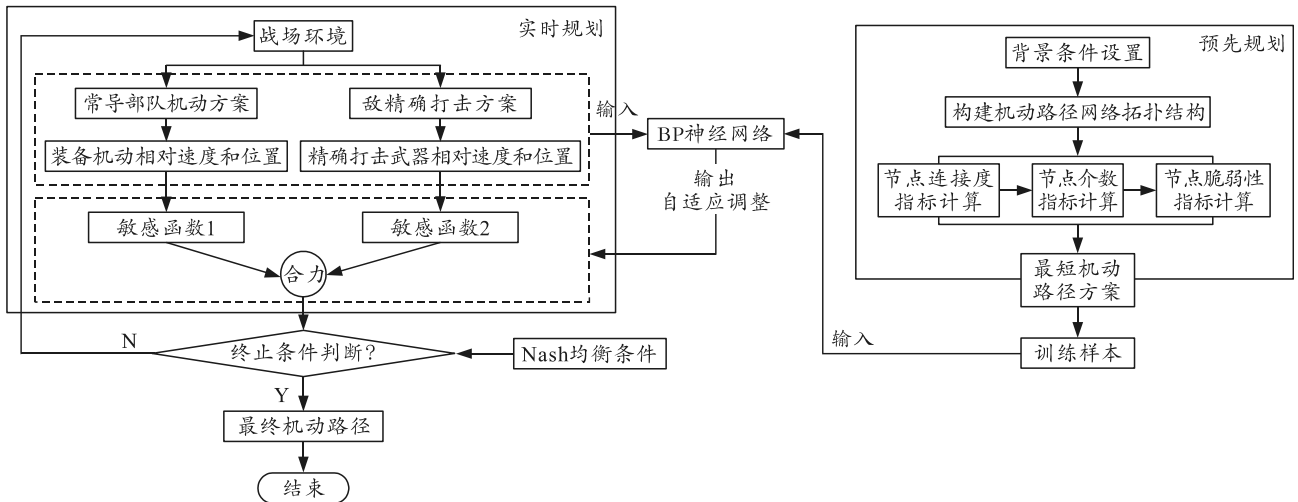 实时规划
战场环境
常导部队机动方案
敌精确打击方案
装备机动相对速度和位置
精确打击武器相对速度和位置
敏感函数1
敏感函数2
合力
N
终止条件判断?
Nash均衡条件
Y
最终机动路径
结束
输入
BP神经网络
输出
自适应调整
预先规划
背景条件设置
构建机动路径网络拓扑结构
节点连接度
指标计算
节点介数
指标计算
节点脆弱性
指标计算
最短机动
路径方案
输入
训练样本